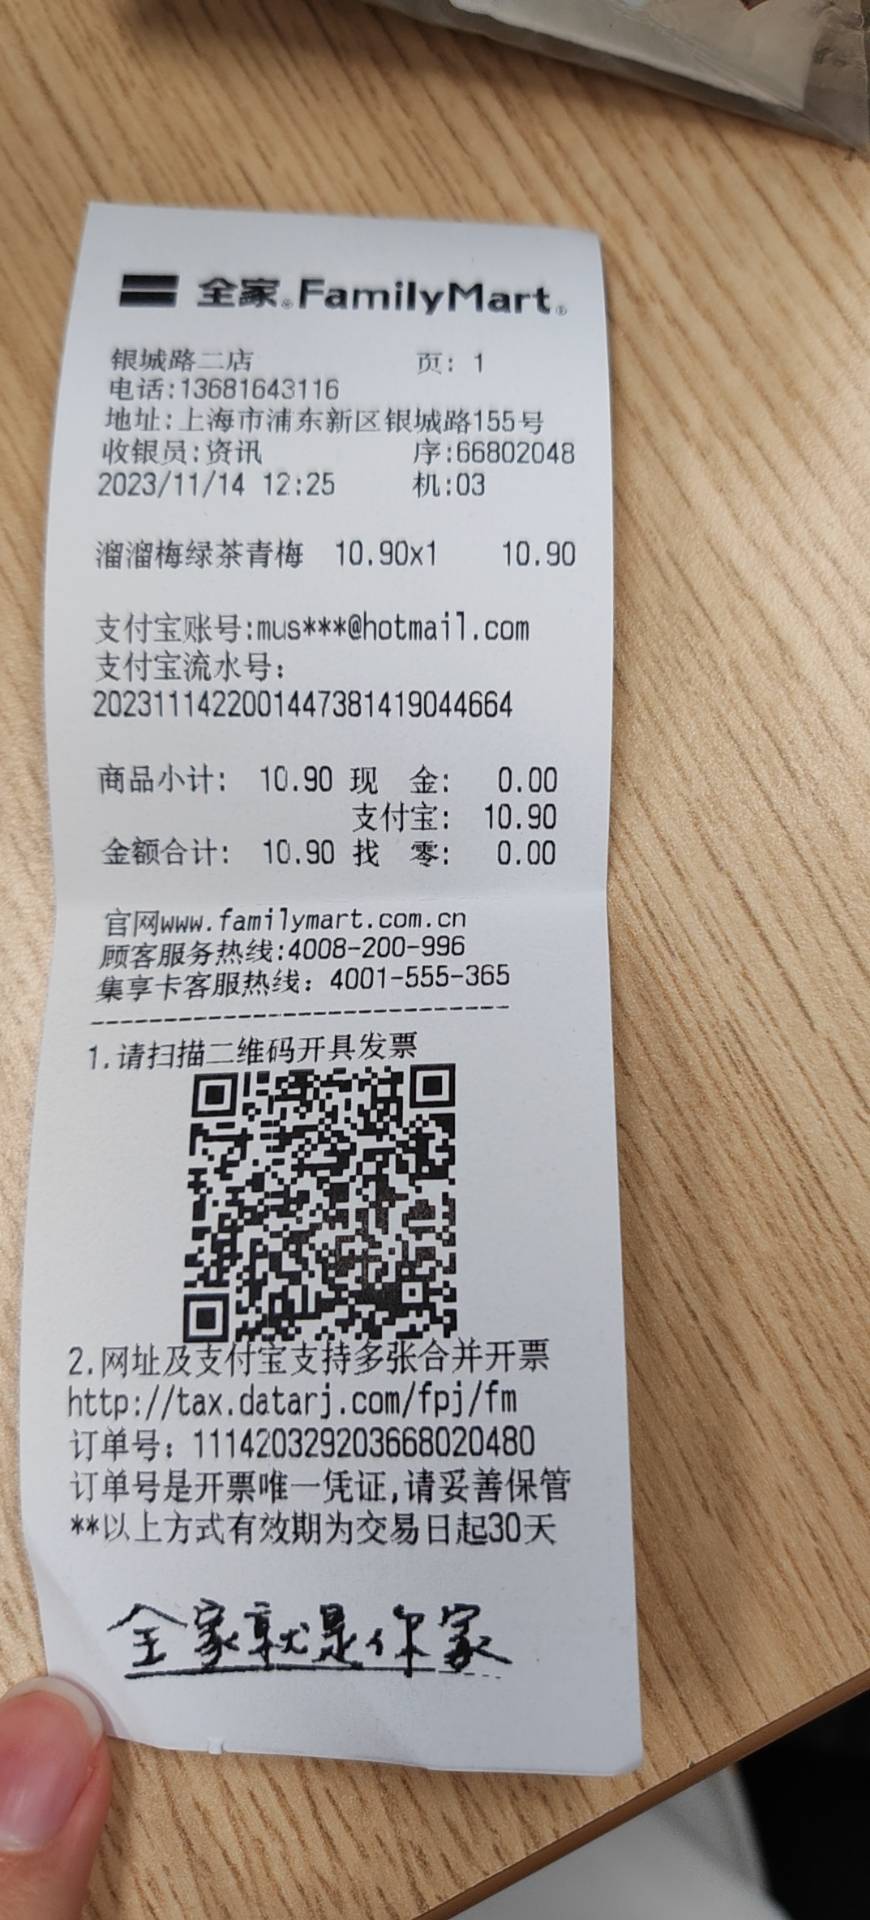 全家®FamilyMart®
银城路二店 页: 1
电话:13681643116
地址:上海市浦东新区银城路155号
收银员:资讯 序:66802048
2023/11/14 12:25 机:03
溜溜梅绿茶青梅 10.90x1 10.90
支付宝账号:mus***@hotmail.com
支付宝流水号:
2023111422001447381419044664
商品小计: 10.90 现 金: 0.00
支付宝: 10.90
金额合计: 10.90 找 零: 0.00
官网www.familymart.com.cn
顾客服务热线:4008-200-996
集享卡客服热线: 4001-555-365
1.请扫描二维码开具发票
2.网址及支付宝支持多张合并开票
http://tax.datarj.com/fpj/fm
订单号: 111420329203668020480
订单号是开票唯一凭证,请妥善保管
**以上方式有效期为交易日起30天
全家就是你家